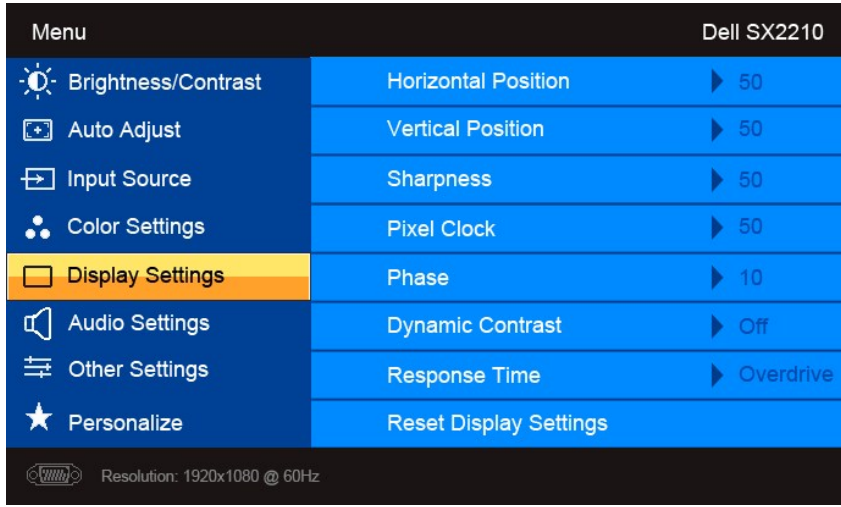 Menu
Dell SX2210
Brightness/Contrast
Auto Adjust
Input Source
Color Settings
Display Settings
Audio Settings
Other Settings
Personalize
Horizontal Position 50
Vertical Position 50
Sharpness 50
Pixel Clock 50
Phase 10
Dynamic Contrast Off
Response Time Overdrive
Reset Display Settings
Resolution: 1920x1080 @ 60Hz